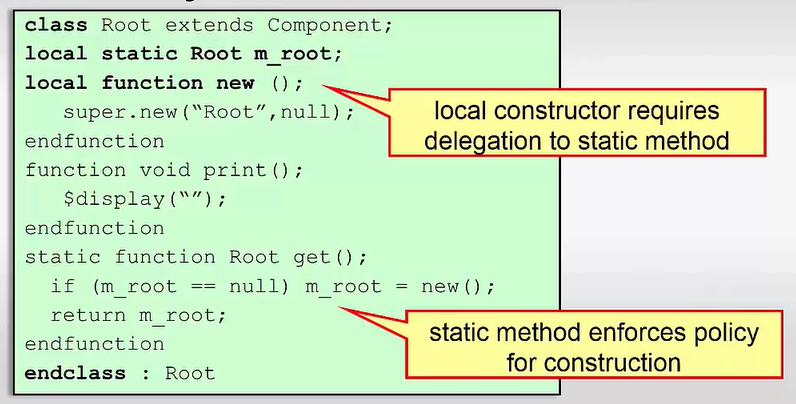 class Root extends Component;
local static Root m_root;
local function new ();
super.new(“Root”,null);
endfunction
function void print();
$display(“”);
endfunction
static function Root get();
if (m_root == null) m_root = new();
return m_root;
endfunction
endclass : Root
local constructor requires
delegation to static method
static method enforces policy
for construction